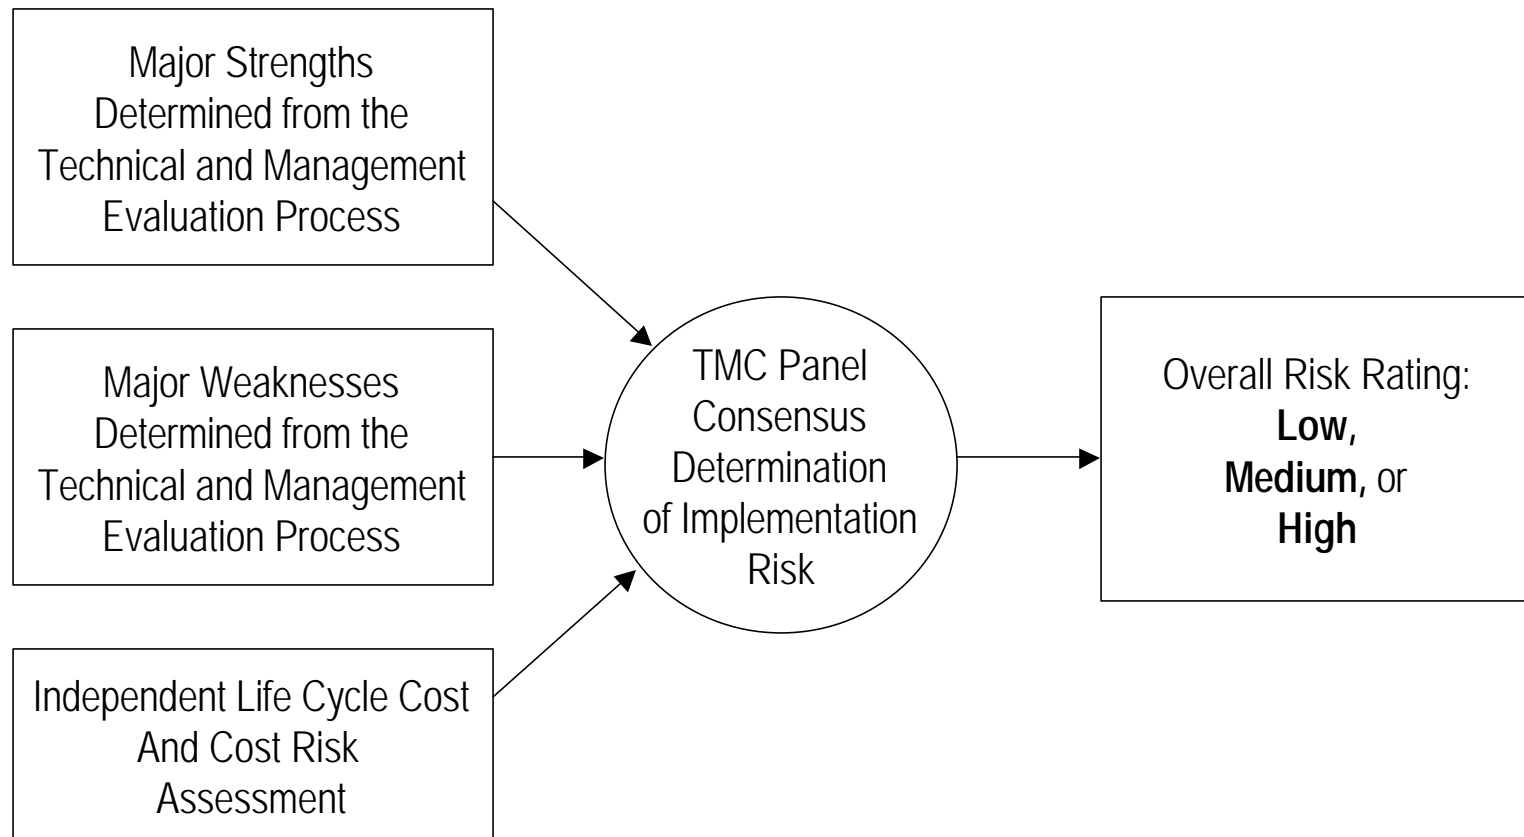 Major Strengths
Determined from the
Technical and Management
Evaluation Process
Major Weaknesses
Determined from the
Technical and Management
Evaluation Process
Independent Life Cycle Cost
And Cost Risk
Assessment
TMC Panel
Consensus
Determination
of Implementation
Risk
Overall Risk Rating:
Low,
Medium, or
High